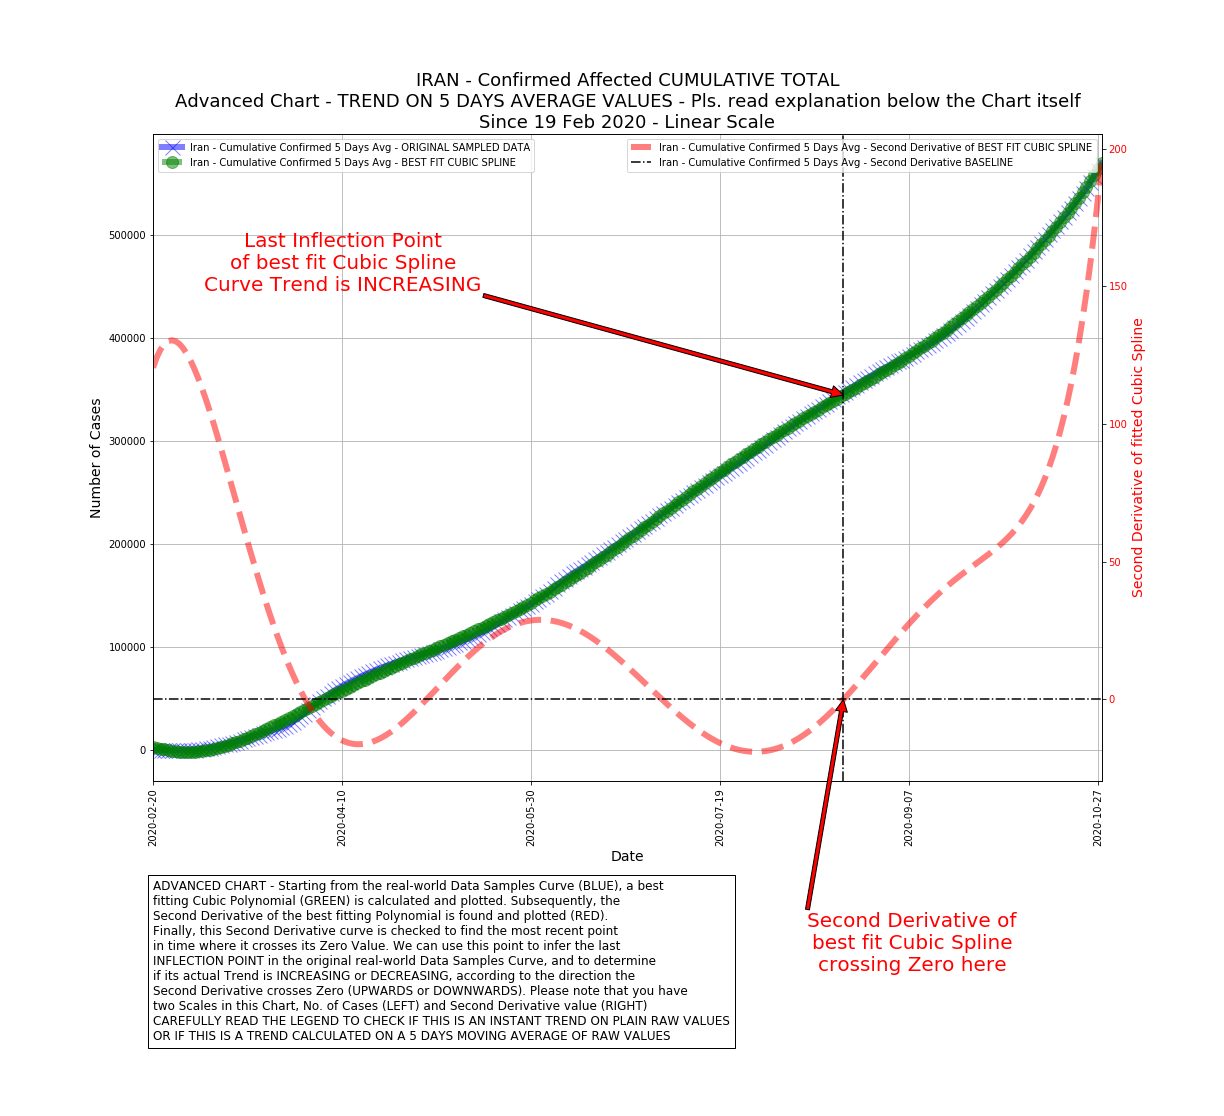 IRAN - Confirmed Affected CUMULATIVE TOTAL
Advanced Chart - TREND ON 5 DAYS AVERAGE VALUES - Pls. read explanation below the Chart itself
Since 19 Feb 2020 - Linear Scale
Iran - Cumulative Confirmed 5 Days Avg - ORIGINAL SAMPLED DATA
Iran - Cumulative Confirmed 5 Days Avg - BEST FIT CUBIC SPLINE
Iran - Cumulative Confirmed 5 Days Avg - Second Derivative of BEST FIT CUBIC SPLINE
Iran - Cumulative Confirmed 5 Days Avg - Second Derivative BASELINE
Last Inflection Point
of best fit Cubic Spline
Curve Trend is INCREASING
Number of Cases
500000
400000
300000
200000
100000
0
200
150
100
50
0
Second Derivative of fitted Cubic Spline
2020-02-20
2020-04-10
2020-05-30
2020-07-19
2020-09-07
2020-10-27
Date
Second Derivative of
best fit Cubic Spline
crossing Zero here
ADVANCED CHART - Starting from the real-world Data Samples Curve (BLUE), a best
fitting Cubic Polynomial (GREEN) is calculated and plotted. Subsequently, the
Second Derivative of the best fitting Polynomial is found and plotted (RED).
Finally, this Second Derivative curve is checked to find the most recent point
in time where it crosses its Zero Value. We can use this point to infer the last
INFLECTION POINT in the original real-world Data Samples Curve, and to determine
if its actual Trend is INCREASING or DECREASING, according to the direction the
Second Derivative crosses Zero (UPWARDS or DOWNWARDS). Please note that you have
two Scales in this Chart, No. of Cases (LEFT) and Second Derivative value (RIGHT)
CAREFULLY READ THE LEGEND TO CHECK IF THIS IS AN INSTANT TREND ON PLAIN RAW VALUES
OR IF THIS IS A TREND CALCULATED ON A 5 DAYS MOVING AVERAGE OF RAW VALUES